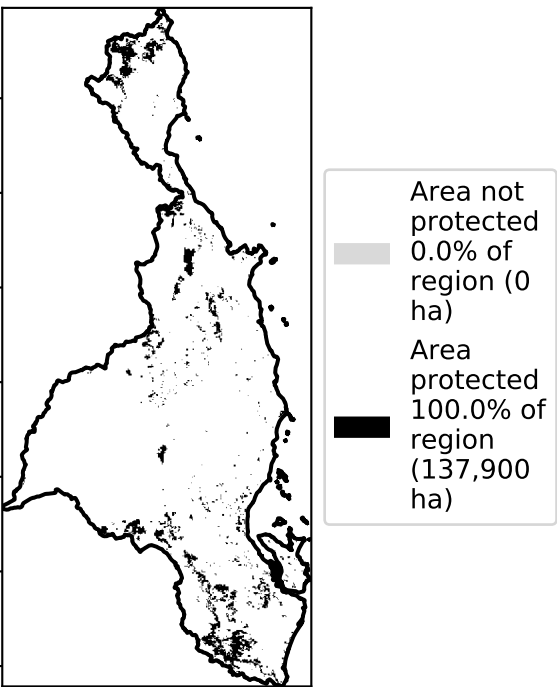 Area not
protected
0.0% of
region (0
ha)
Area
protected
100.0% of
region
(137,900
ha)